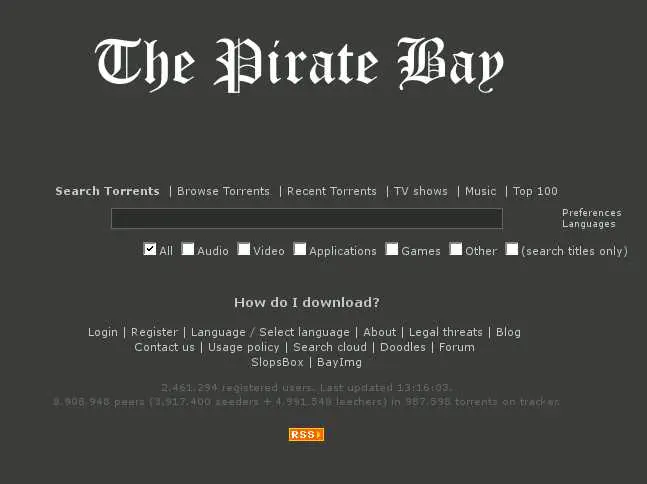 The Pirate Bay
Search Torrents | Browse Torrents | Recent Torrents | TV shows | Music | Top 100
Preferences
Languages
All Audio Video Applications Games Other (search titles only)
How do I download?
Login | Register | Language / Select language | About | Legal threats | Blog
Contact us | Usage policy | Search cloud | Doodles | Forum
SlopsBox | BayImg
2.461.294 registered users. Last updated 13:16:03.
8.908.948 peers (3.917.400 seeders + 4.991.548 leechers) in 987.598 torrents on tracker.
RSS